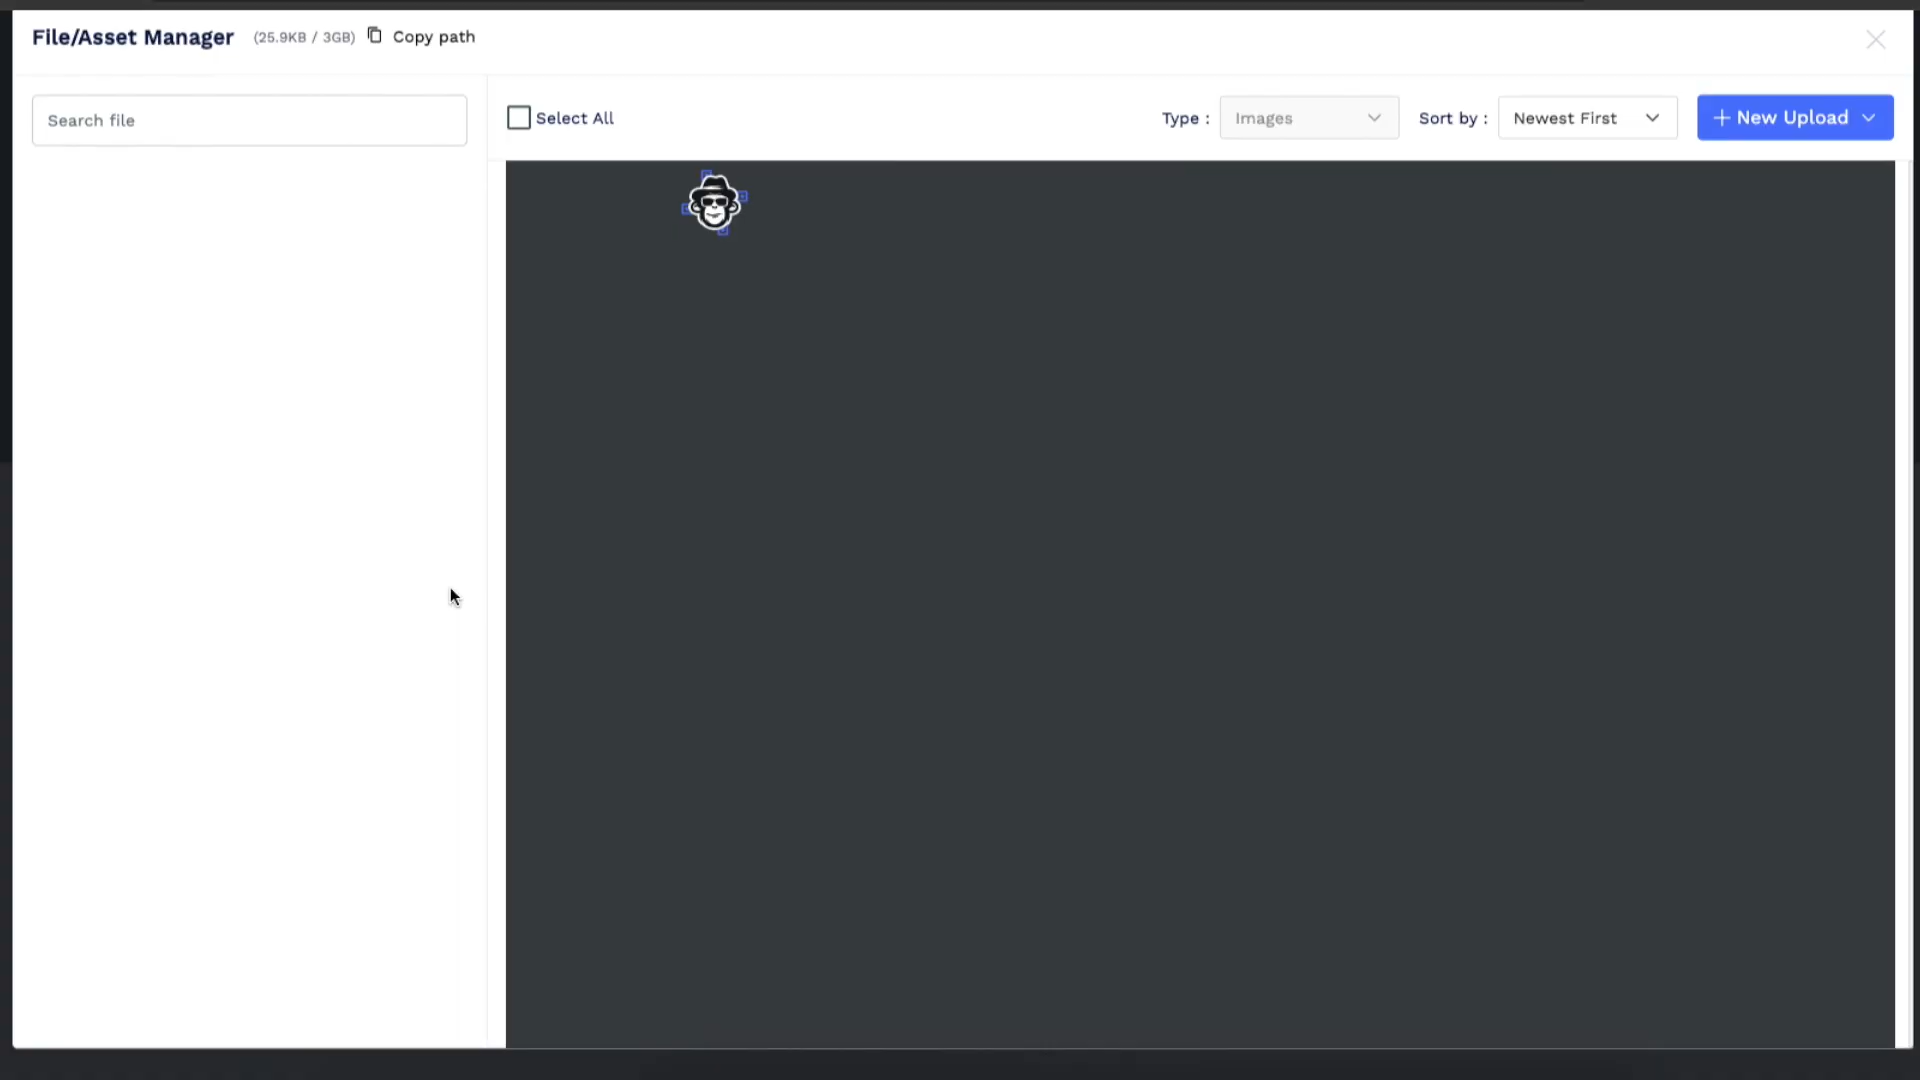 File/Asset Manager (25.9KB / 3GB) Copy path
Search file
Select All
Type : Images
Sort by : Newest First
New Upload